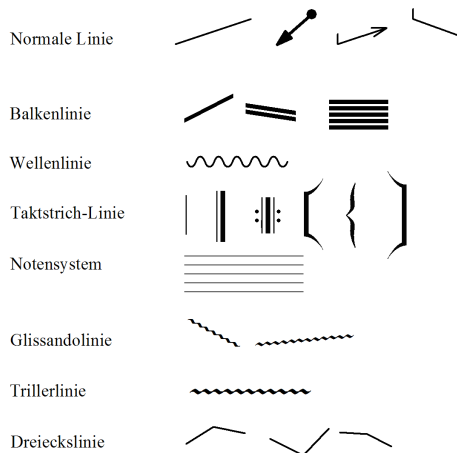 Normale Linie
Balkenlinie
Wellenlinie
Taktstrich-Linie
Notensystem
Glissandolinie
Trillerlinie
Dreieckslinie